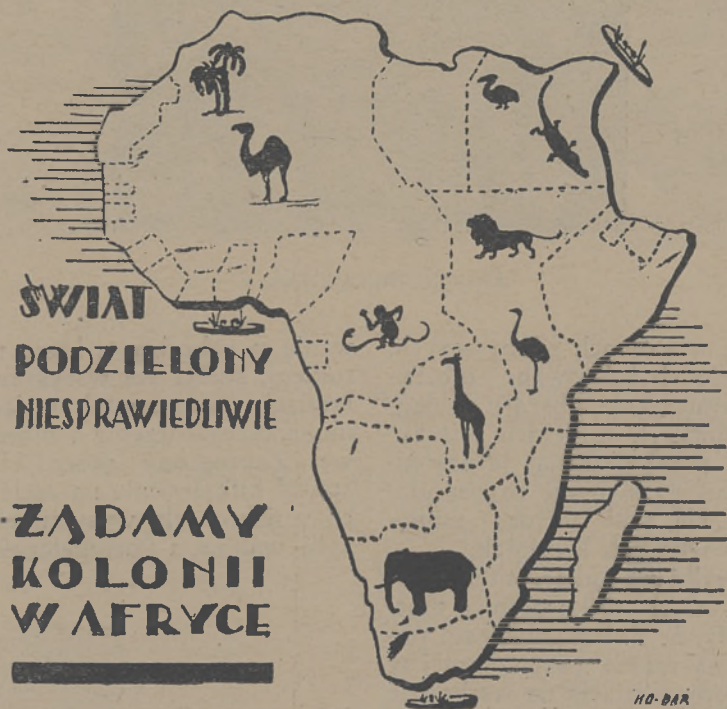 ŚWIAT
PODZIELONY
NIESPRAWIEDLIWIE
ŻĄDAMY
KOLONII
W AFRYCE
HO-BAR